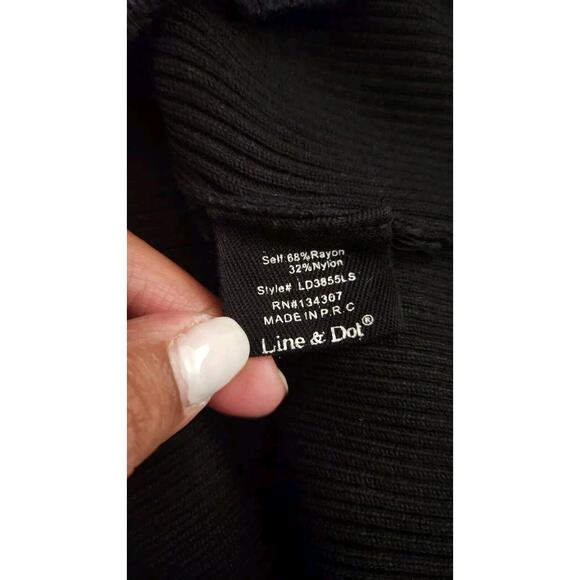 Self 68%Rayon
32%Nylon
Style# LD3855LS
RN#134307
MADE IN P.R.C
Line & Dot®